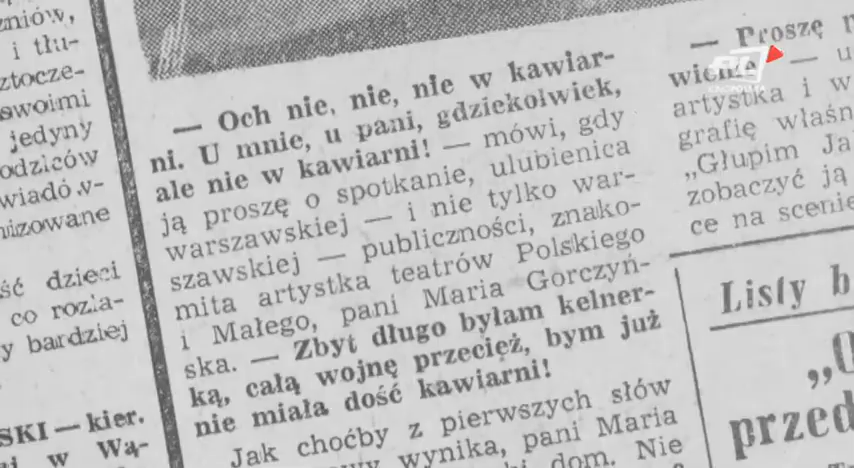 i tłu-
swoimi
jedyny
odziców
nizowane
ść dzieci
co rozła-
y bardziej
SKI — kier.
w Wą-
— Och nie, nie, nie w kawiar-
ni. U mnie, u pani, gdziekolwiek,
ale nie w kawiarni! — mówi, gdy
ją proszę o spotkanie, ulubienica
warszawskiej — i nie tylko war-
szawskiej — publiczności, znako-
mita artystka teatrów Polskiego
i Małego, pani Maria Gorczyń-
ska. — Zbyt długo byłam kelner-
ką, całą wojnę przecież, bym już
nie miała dość kawiarni!
Jak choćby z pierwszych słów
wynika, pani Maria
dom. Nie
— Proszę
artystka i w
grafię właśn
„Głupim Ja
zobaczyć ją
ce na scenie
Listy b
przed